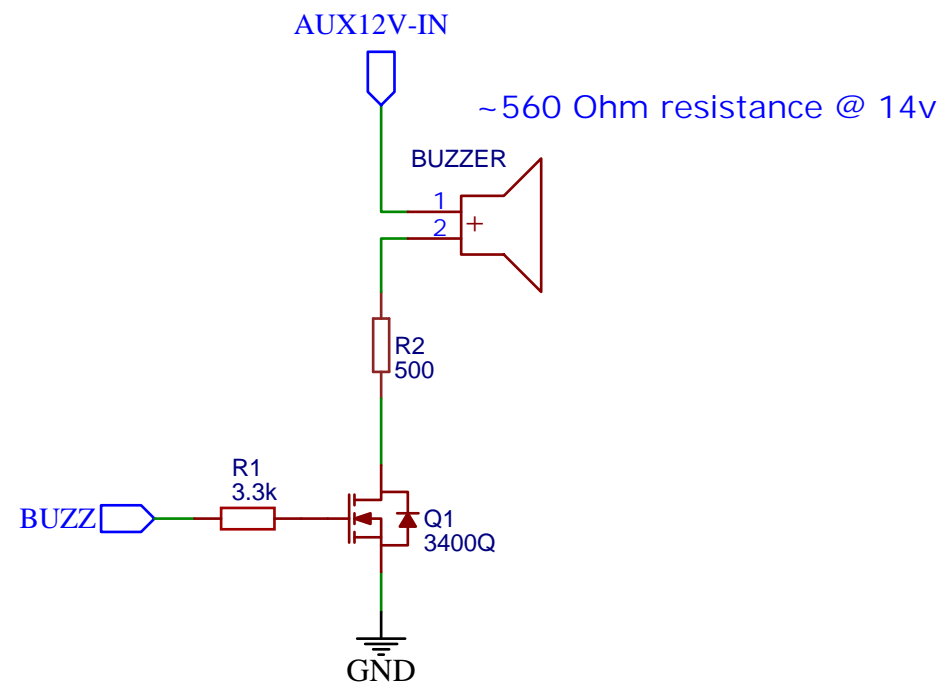 AUX12V-IN
~560 Ohm resistance @ 14v
BUZZER
1
+
2
R2
500
R1
3.3k
BUZZ
Q1
3400Q
GND